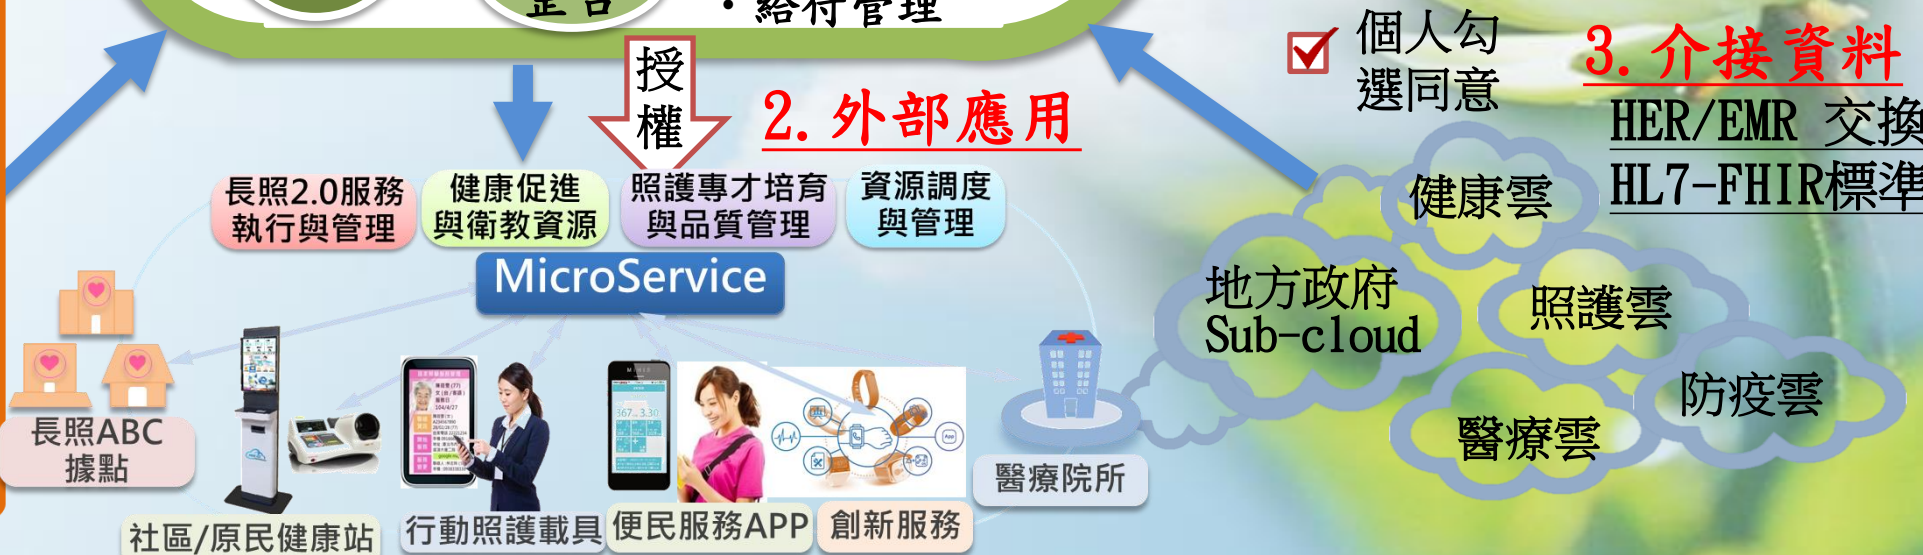 ・給付管理
授
權
2.外部應用
個人勾
選同意
3.介接資料
HER/EMR 交換
HL7-FHIR標準
長照2.0服務
執行與管理
健康促進
與衛教資源
照護專才培育
與品質管理
資源調度
與管理
MicroService
健康雲
地方政府
Sub-cloud
照護雲
防疫雲
醫療雲
長照ABC
據點
社區/原民健康站
行動照護載具
便民服務APP
創新服務
醫療院所